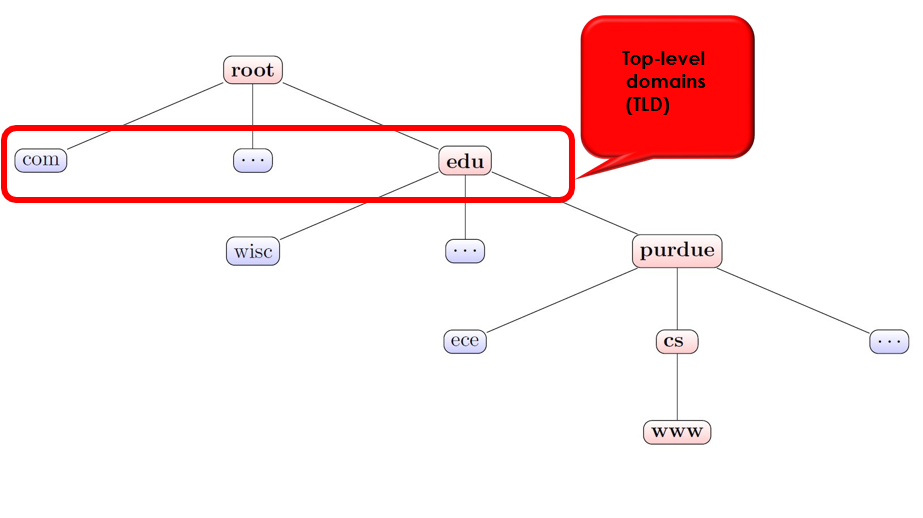 root
Top-level
domains
(TLD)
com
...
edu
wisc
...
purdue
ece
cs
...
www